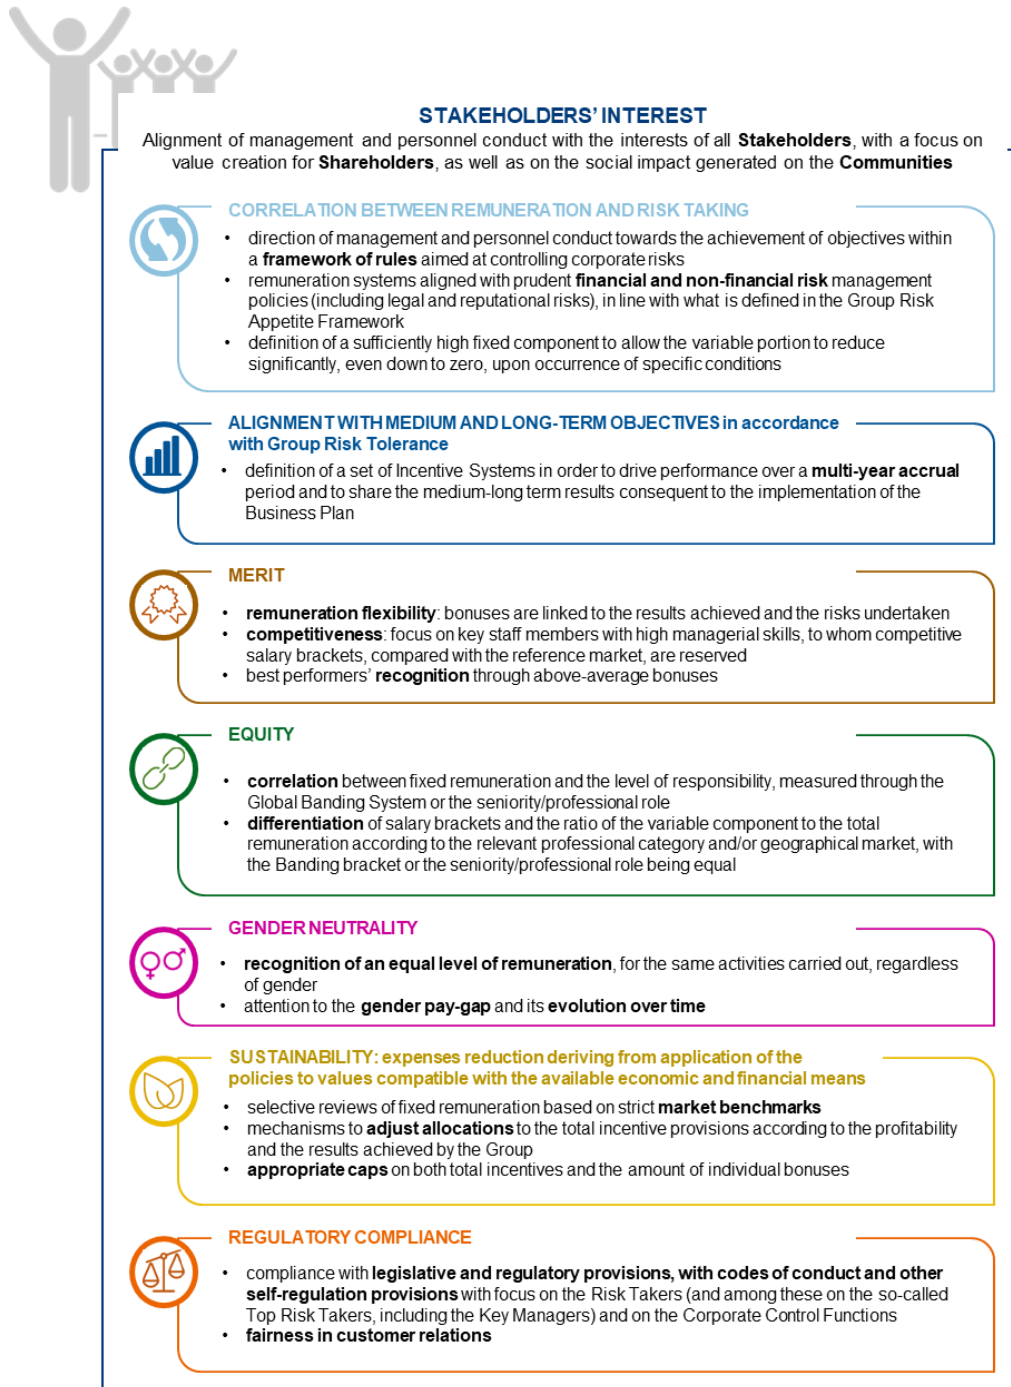 STAKEHOLDERS' INTEREST
Alignment of management and personnel conduct with the interests of all Stakeholders, with a focus on
value creation for Shareholders, as well as on the social impact generated on the Communities
CORRELATION BETWEEN REMUNERATION AND RISK TAKING
• direction of management and personnel conduct towards the achievement of objectives within
a framework of rules aimed at controlling corporate risks
• remuneration systems aligned with prudent financial and non-financial risk management
policies (including legal and reputational risks), in line with what is defined in the Group Risk
Appetite Framework
• definition of a sufficiently high fixed component to allow the variable portion to reduce
significantly, even down to zero, upon occurrence of specific conditions
ALIGNMENT WITH MEDIUM AND LONG-TERM OBJECTIVES in accordance
with Group Risk Tolerance
• definition of a set of Incentive Systems in order to drive performance over a multi-year accrual
period and to share the medium-long term results consequent to the implementation of the
Business Plan
MERIT
• remuneration flexibility: bonuses are linked to the results achieved and the risks undertaken
• competitiveness: focus on key staff members with high managerial skills, to whom competitive
salary brackets, compared with the reference market, are reserved
• best performers' recognition through above-average bonuses
EQUITY
• correlation between fixed remuneration and the level of responsibility, measured through the
Global Banding System or the seniority/professional role
• differentiation of salary brackets and the ratio of the variable component to the total
remuneration according to the relevant professional category and/or geographical market, with
the Banding bracket or the seniority/professional role being equal
GENDER NEUTRALITY
• recognition of an equal level of remuneration, for the same activities carried out, regardless
of gender
• attention to the gender pay-gap and its evolution over time
SUSTAINABILITY: expenses reduction deriving from application of the
policies to values compatible with the available economic and financial means
• selective reviews of fixed remuneration based on strict market benchmarks
• mechanisms to adjust allocations to the total incentive provisions according to the profitability
and the results achieved by the Group
• appropriate caps on both total incentives and the amount of individual bonuses
REGULATORY COMPLIANCE
• compliance with legislative and regulatory provisions, with codes of conduct and other
self-regulation provisions with focus on the Risk Takers (and among these on the so-called
Top Risk Takers, including the Key Managers) and on the Corporate Control Functions
• fairness in customer relations